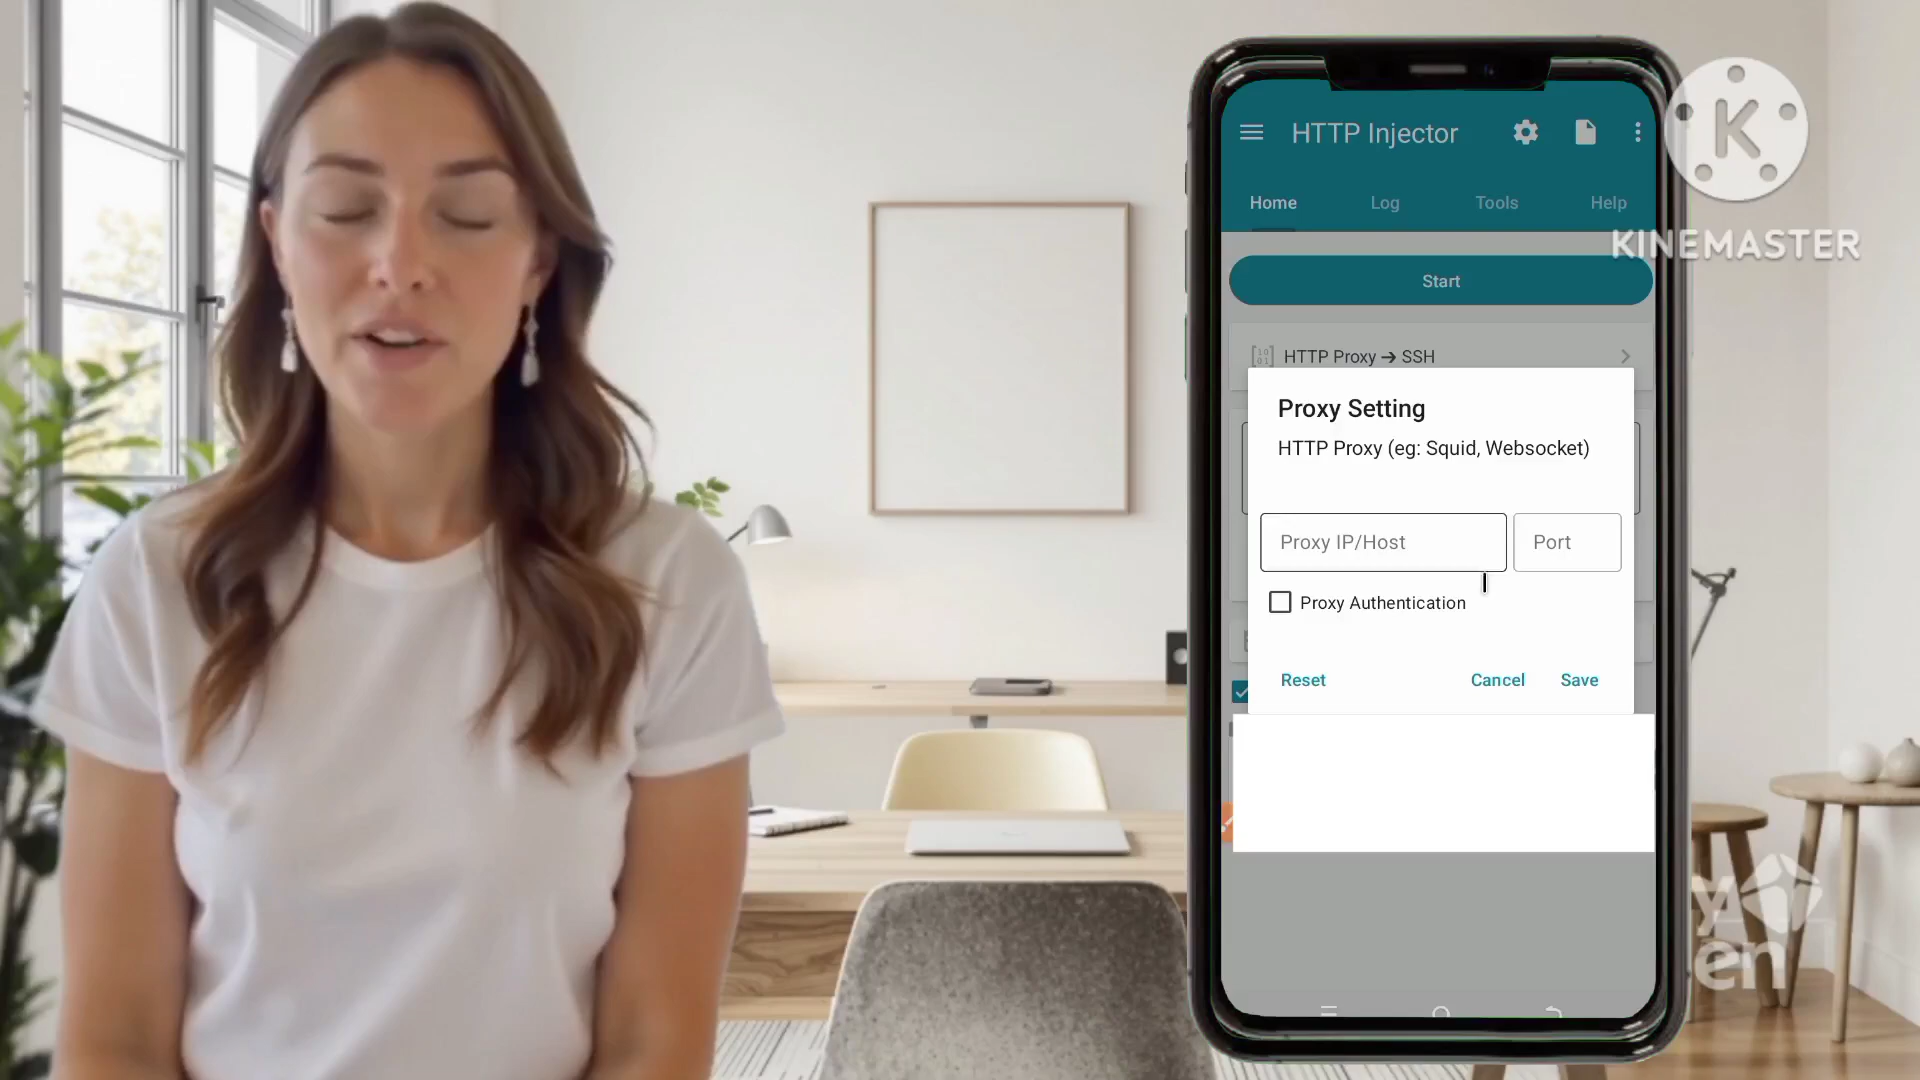 HTTP Injector
Home
Log
Tools
Help
KINEMASTER
Start
HTTP Proxy → SSH
Proxy Setting
HTTP Proxy (eg: Squid, Websocket)
Proxy IP/Host
Port
Proxy Authentication
Reset
Cancel
Save